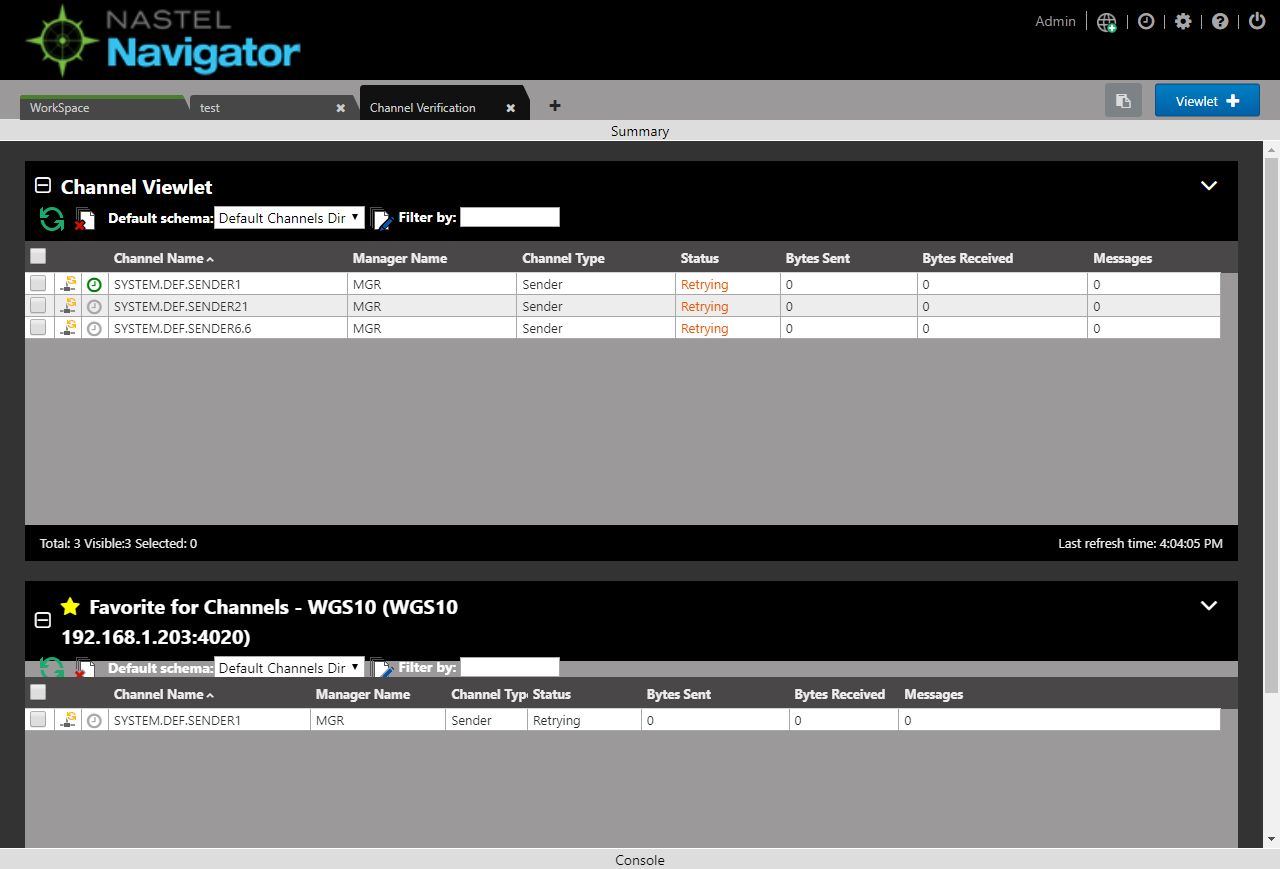 NASTEL
Navigator
Admin
WorkSpace
test
Channel Verification
Viewlet
Summary
Channel Viewlet
Default schema: Default Channels Dir Filter by:
Channel Name Manager Name Channel Type Status Bytes Sent Bytes Received Messages
SYSTEM.DEF.SENDER1 MGR Sender Retrying 0 0 0
SYSTEM.DEF.SENDER21 MGR Sender Retrying 0 0 0
SYSTEM.DEF.SENDER6.6 MGR Sender Retrying 0 0 0
Total: 3 Visible:3 Selected: 0 Last refresh time: 4:04:05 PM
Favorite for Channels - WGS10 (WGS10
192.168.1.203:4020)
Default schema: Default Channels Dir Filter by:
Channel Name Manager Name Channel Typ Status Bytes Sent Bytes Received Messages
SYSTEM.DEF.SENDER1 MGR Sender Retrying 0 0 0
Console